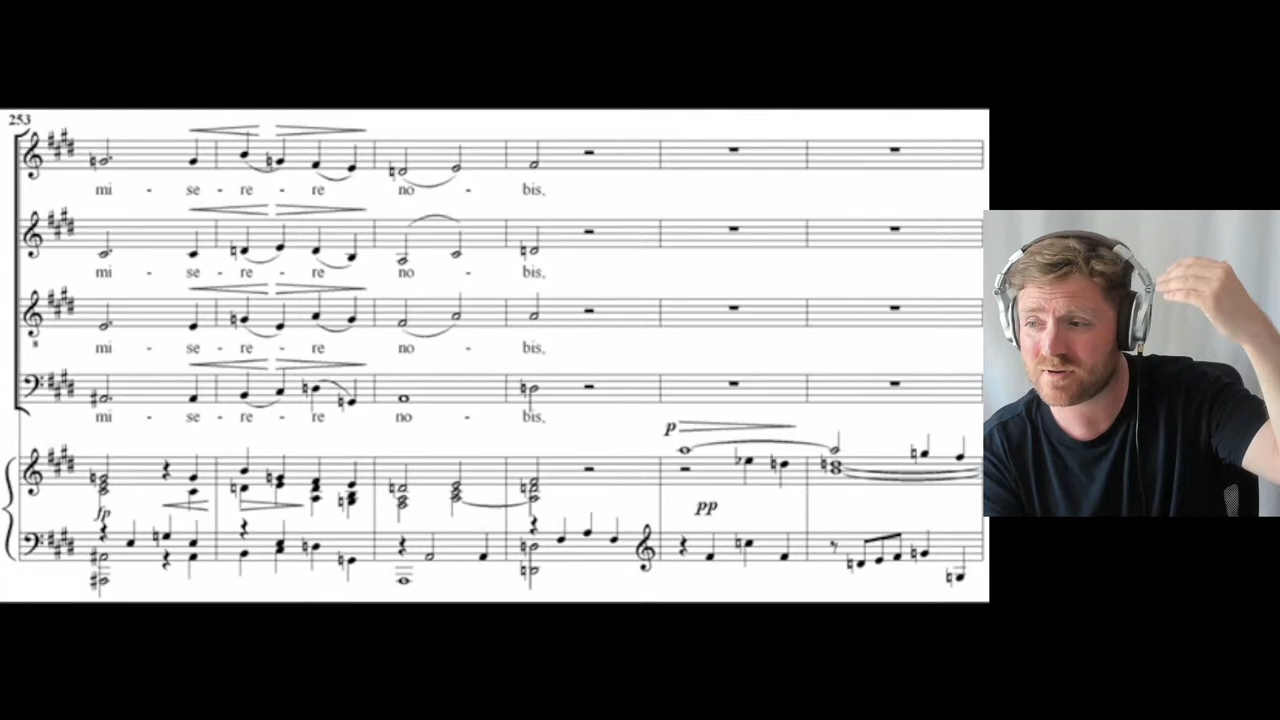 253
mi - se - re - re no - bis,
mi - se - re - re no - bis,
mi - se - re - re no - bis,
8
mi - se - re - re no - bis,
p
fp pp